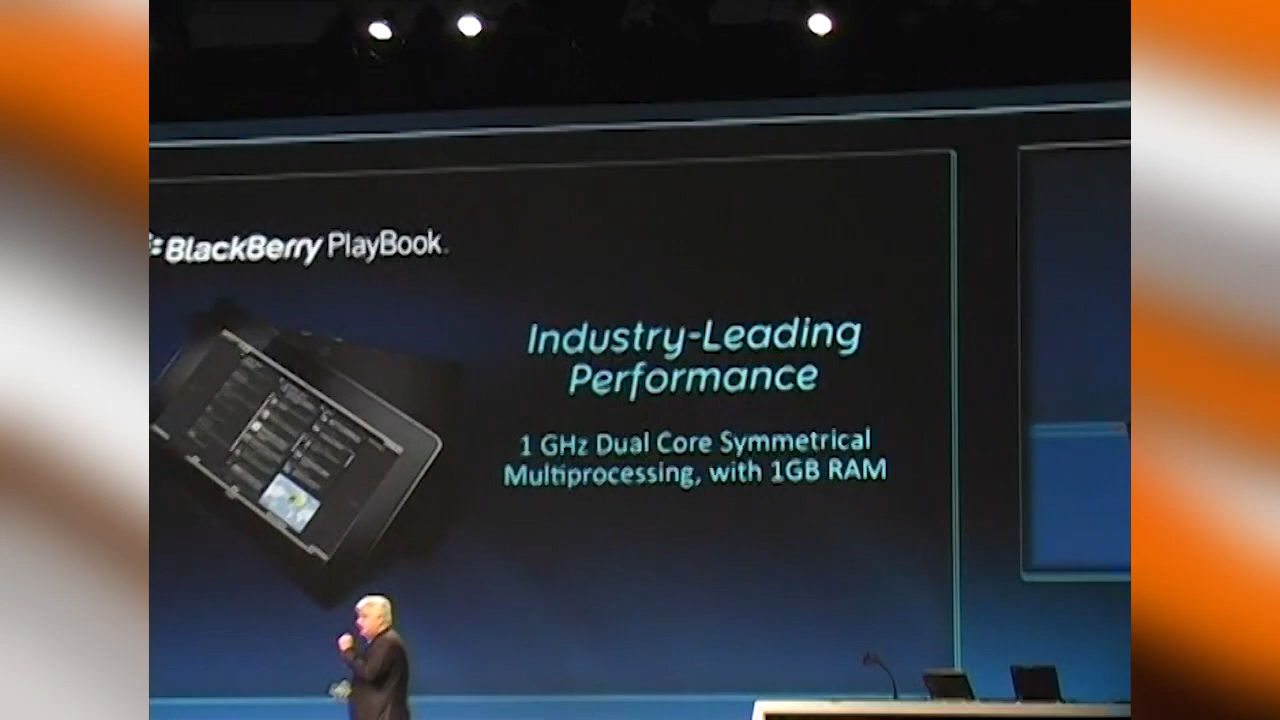 BlackBerry PlayBook
Industry-Leading
Performance
1 GHz Dual Core Symmetrical
Multiprocessing, with 1GB RAM